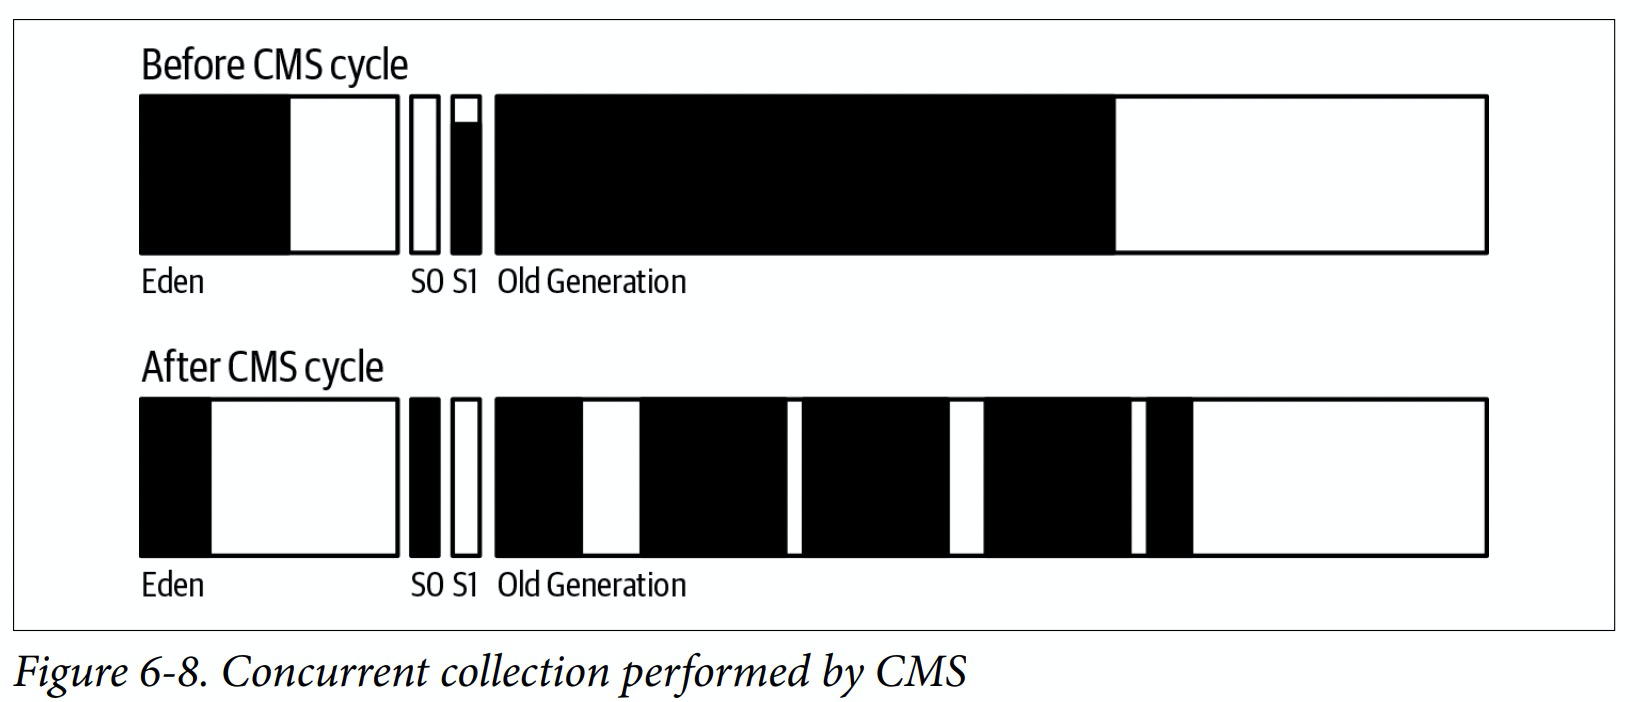 Before CMS cycle
Eden S0 S1 Old Generation
After CMS cycle
Eden S0 S1 Old Generation
Figure 6-8. Concurrent collection performed by CMS